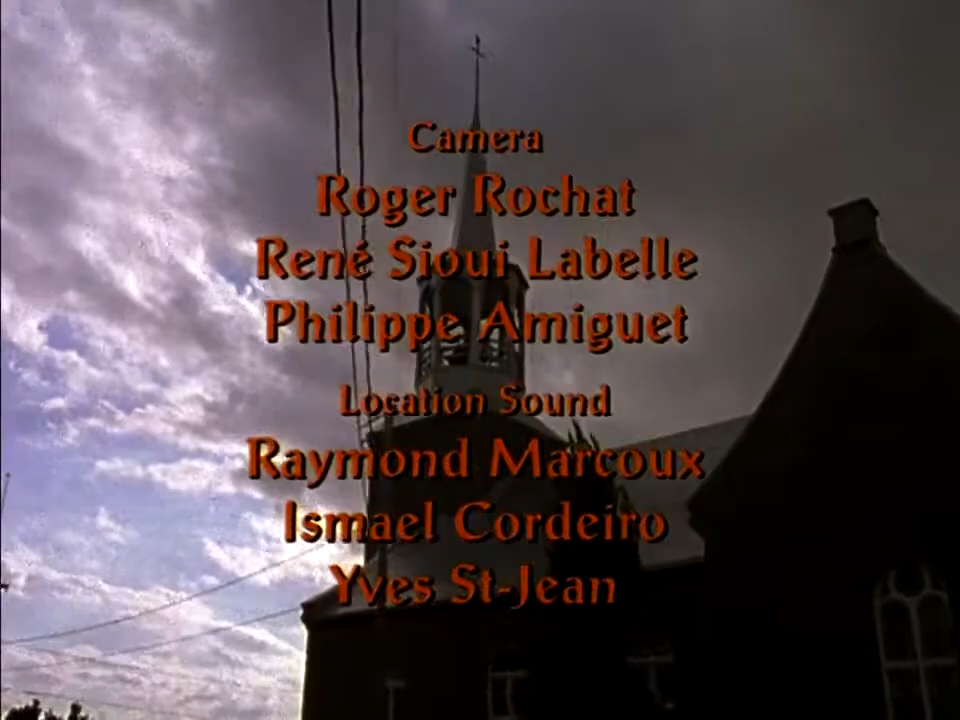 Camera
Roger Rochat
René Sioui Labelle
Philippe Amiguet
Location Sound
Raymond Marcoux
Ismael Cordeiro
Yves St-Jean